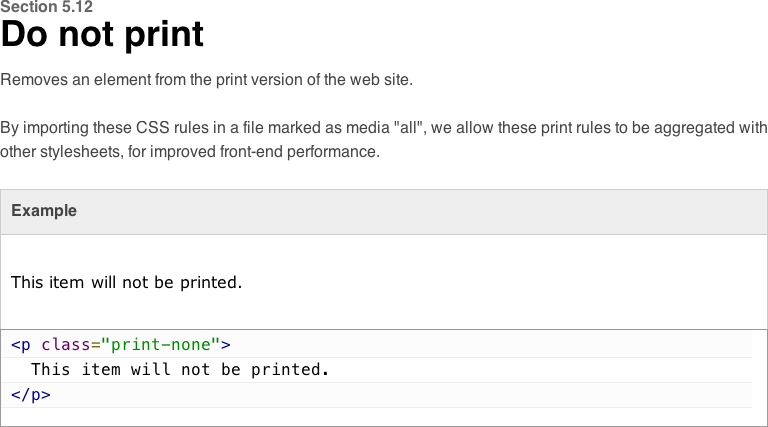 Section 5.12
Do not print
Removes an element from the print version of the web site.
By importing these CSS rules in a file marked as media "all", we allow these print rules to be aggregated with
other stylesheets, for improved front-end performance.
Example
This item will not be printed.
<p class="print-none">
  This item will not be printed.
</p>